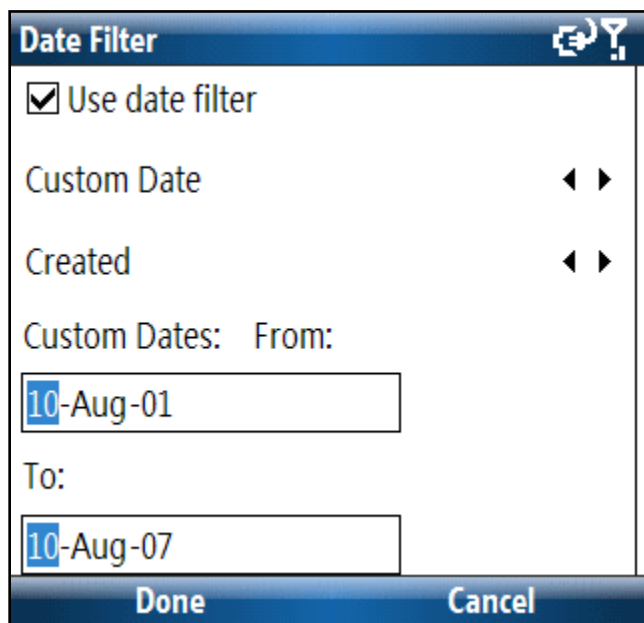 Date Filter
Use date filter
Custom Date
Created
Custom Dates: From:
10-Aug-01
To:
10-Aug-07
Done Cancel